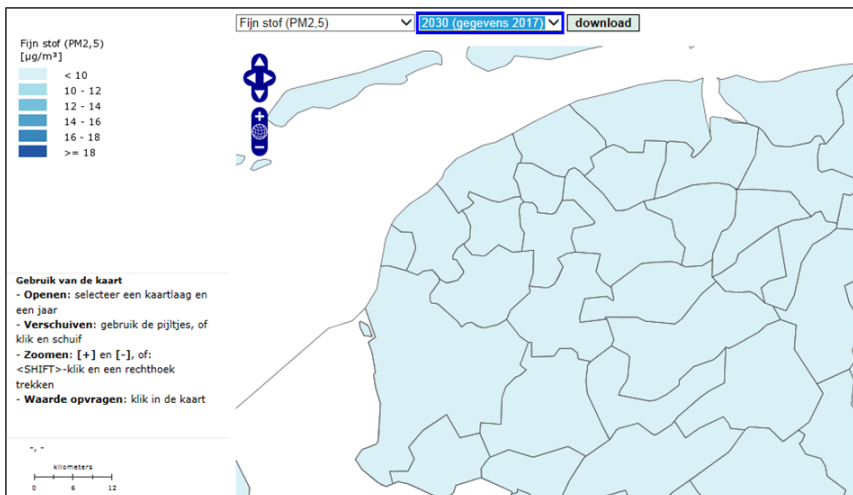 Fijn stof (PM2,5)
2030 (gegevens 2017)
download
Fijn stof (PM2,5)
[µg/m³]
< 10
10 - 12
12 - 14
14 - 16
16 - 18
>= 18
Gebruik van de kaart
- Openen: selecteer een kaartlaag en
een jaar
- Verschuiven: gebruik de pijltjes, of
klik en schuif
- Zoomen: [+] en [-], of:
<SHIFT>-klik en een rechthoek
trekken
- Waarde opvragen: klik in de kaart
-, -
kilometers
0 6 12